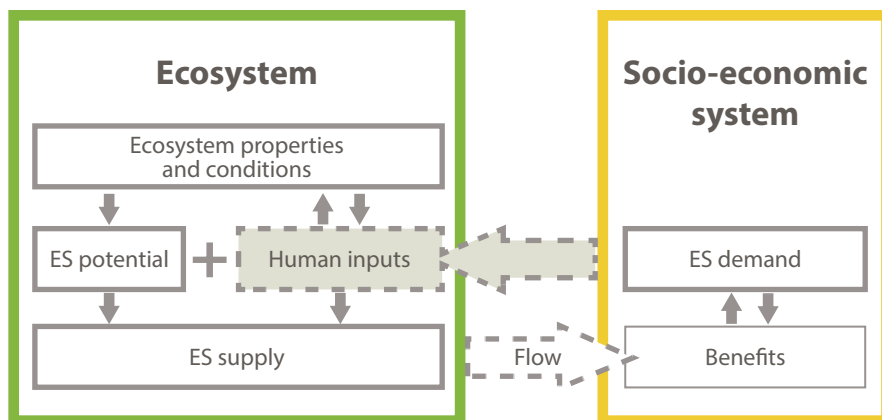 Ecosystem
Ecosystem properties
and conditions
ES potential
+
Human inputs
ES supply
Flow
Socio-economic
system
ES demand
Benefits